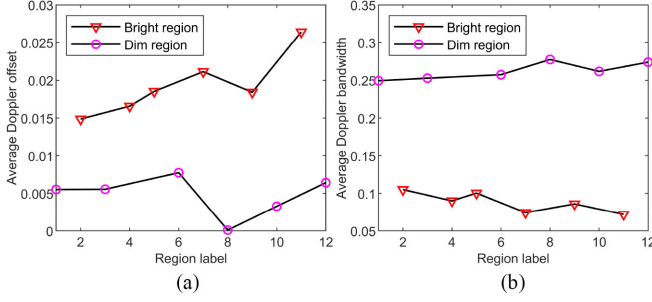 0.03
0.025
0.02
0.015
0.01
0.005
0
Average Doppler offset
Bright region
Dim region
2 4 6 8 10 12
Region label
(a)
0.35
0.3
0.25
0.2
0.15
0.1
0.05
Average Doppler bandwidth
Bright region
Dim region
2 4 6 8 10 12
Region label
(b)